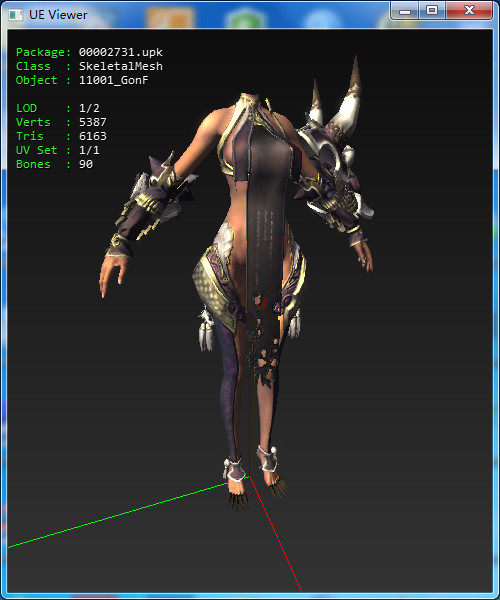 UE Viewer
Package: 00002731.upk
Class : SkeletalMesh
Object : 11001_GonF
LOD : 1/2
Verts : 5387
Tris : 6163
UV Set : 1/1
Bones : 90